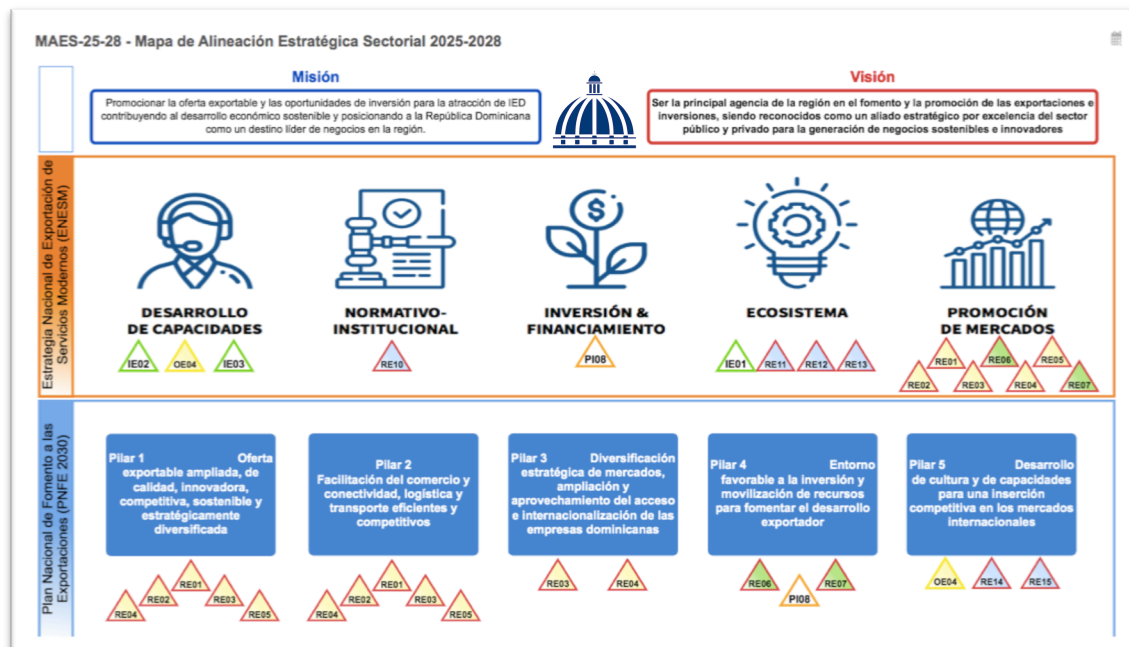 MAES-25-28 - Mapa de Alineación Estratégica Sectorial 2025-2028
Misión
Promocionar la oferta exportable y las oportunidades de inversión para la atracción de IED
contribuyendo al desarrollo económico sostenible y posicionando a la República Dominicana
como un destino líder de negocios en la región.
Visión
Ser la principal agencia de la región en el fomento y la promoción de las exportaciones e
inversiones, siendo reconocidos como un aliado estratégico por excelencia del sector
público y privado para la generación de negocios sostenibles e innovadores
Estrategia Nacional de Exportación de
Servicios Modernos (ENESM)
DESARROLLO
DE CAPACIDADES
IE02
OE04
IE03
NORMATIVO-
INSTITUCIONAL
RE10
$
INVERSIÓN &
FINANCIAMIENTO
PI08
ECOSISTEMA
IE01
RE11
RE12
RE13
PROMOCIÓN
DE MERCADOS
RE01
RE06
RE05
RE02
RE03
RE04
RE07
Plan Nacional de Fomento a las
Exportaciones (PNFE 2030)
Pilar 1 Oferta
exportable ampliada, de
calidad, innovadora,
competitiva, sostenible y
estratégicamente
diversificada
RE04
RE02
RE01
RE03
RE05
Pilar 2
Facilitación del comercio y
conectividad, logística y
transporte eficientes y
competitivos
RE04
RE02
RE01
RE03
RE05
Pilar 3 Diversificación
estratégica de mercados,
ampliación y
aprovechamiento del acceso
e internacionalización de las
empresas dominicanas
RE03
RE04
Pilar 4 Entorno
favorable a la inversión y
movilización de recursos
para fomentar el desarrollo
exportador
RE06
PI08
RE07
Pilar 5 Desarrollo
de cultura y de capacidades
para una inserción
competitiva en los mercados
internacionales
OE04
RE14
RE15